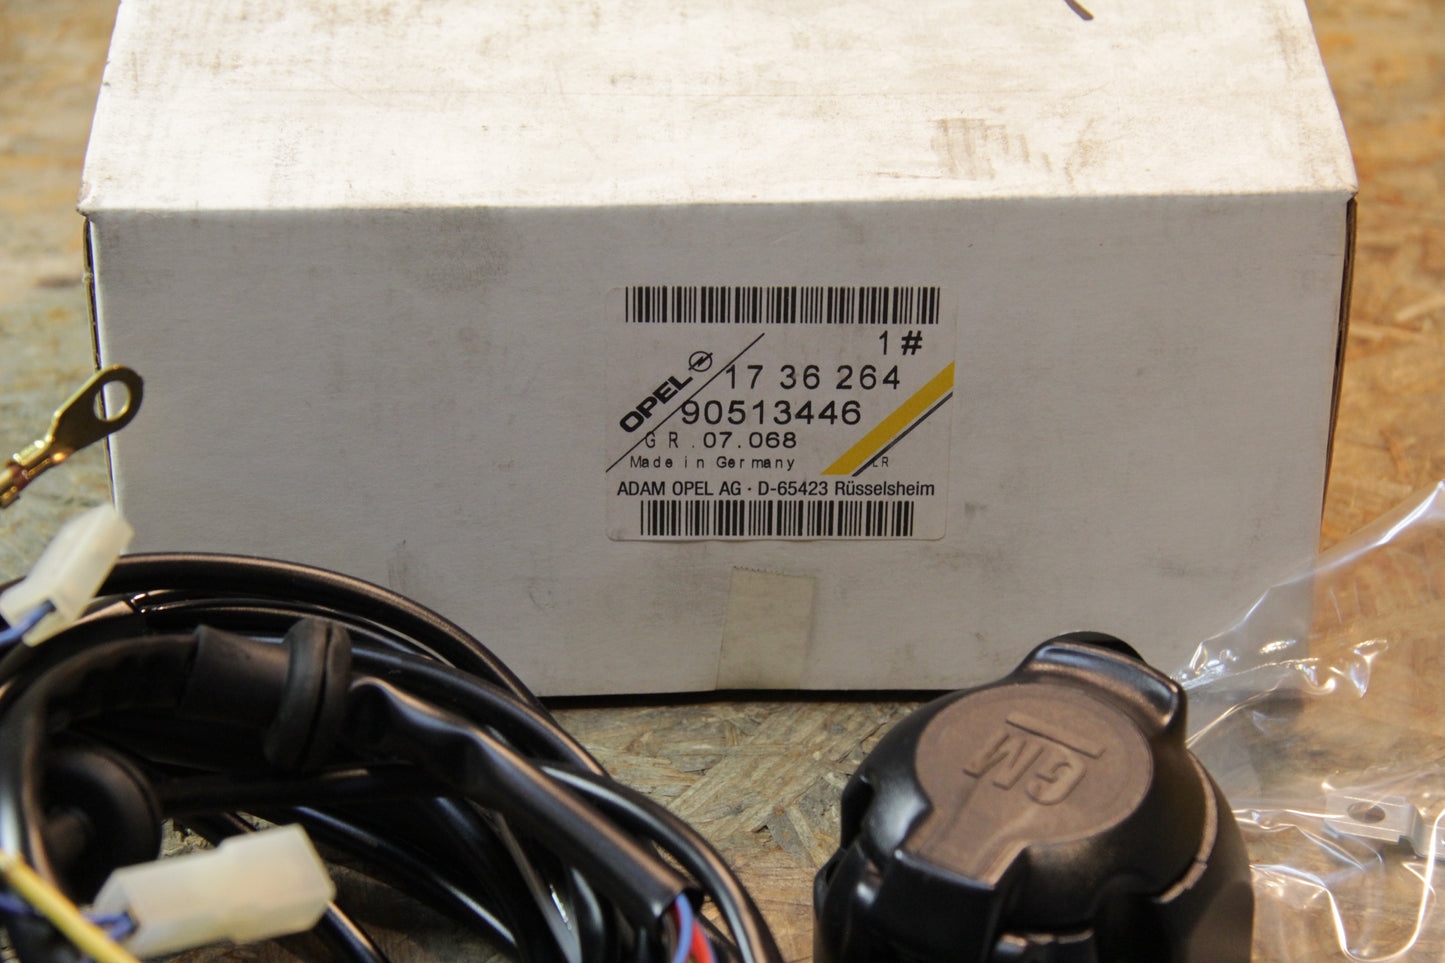 1#
OPEL
17 36 264
90513446
GR. 07.068
Made in Germany
LR
ADAM OPEL AG · D-65423 Rüsselsheim
GM